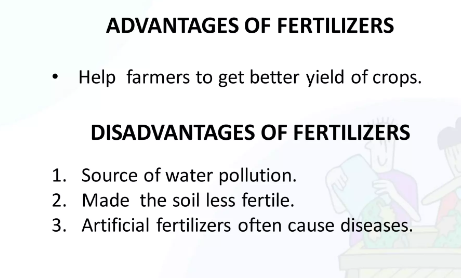 ADVANTAGES OF FERTILIZERS
• Help farmers to get better yield of crops.
DISADVANTAGES OF FERTILIZERS
1. Source of water pollution.
2. Made the soil less fertile.
3. Artificial fertilizers often cause diseases.